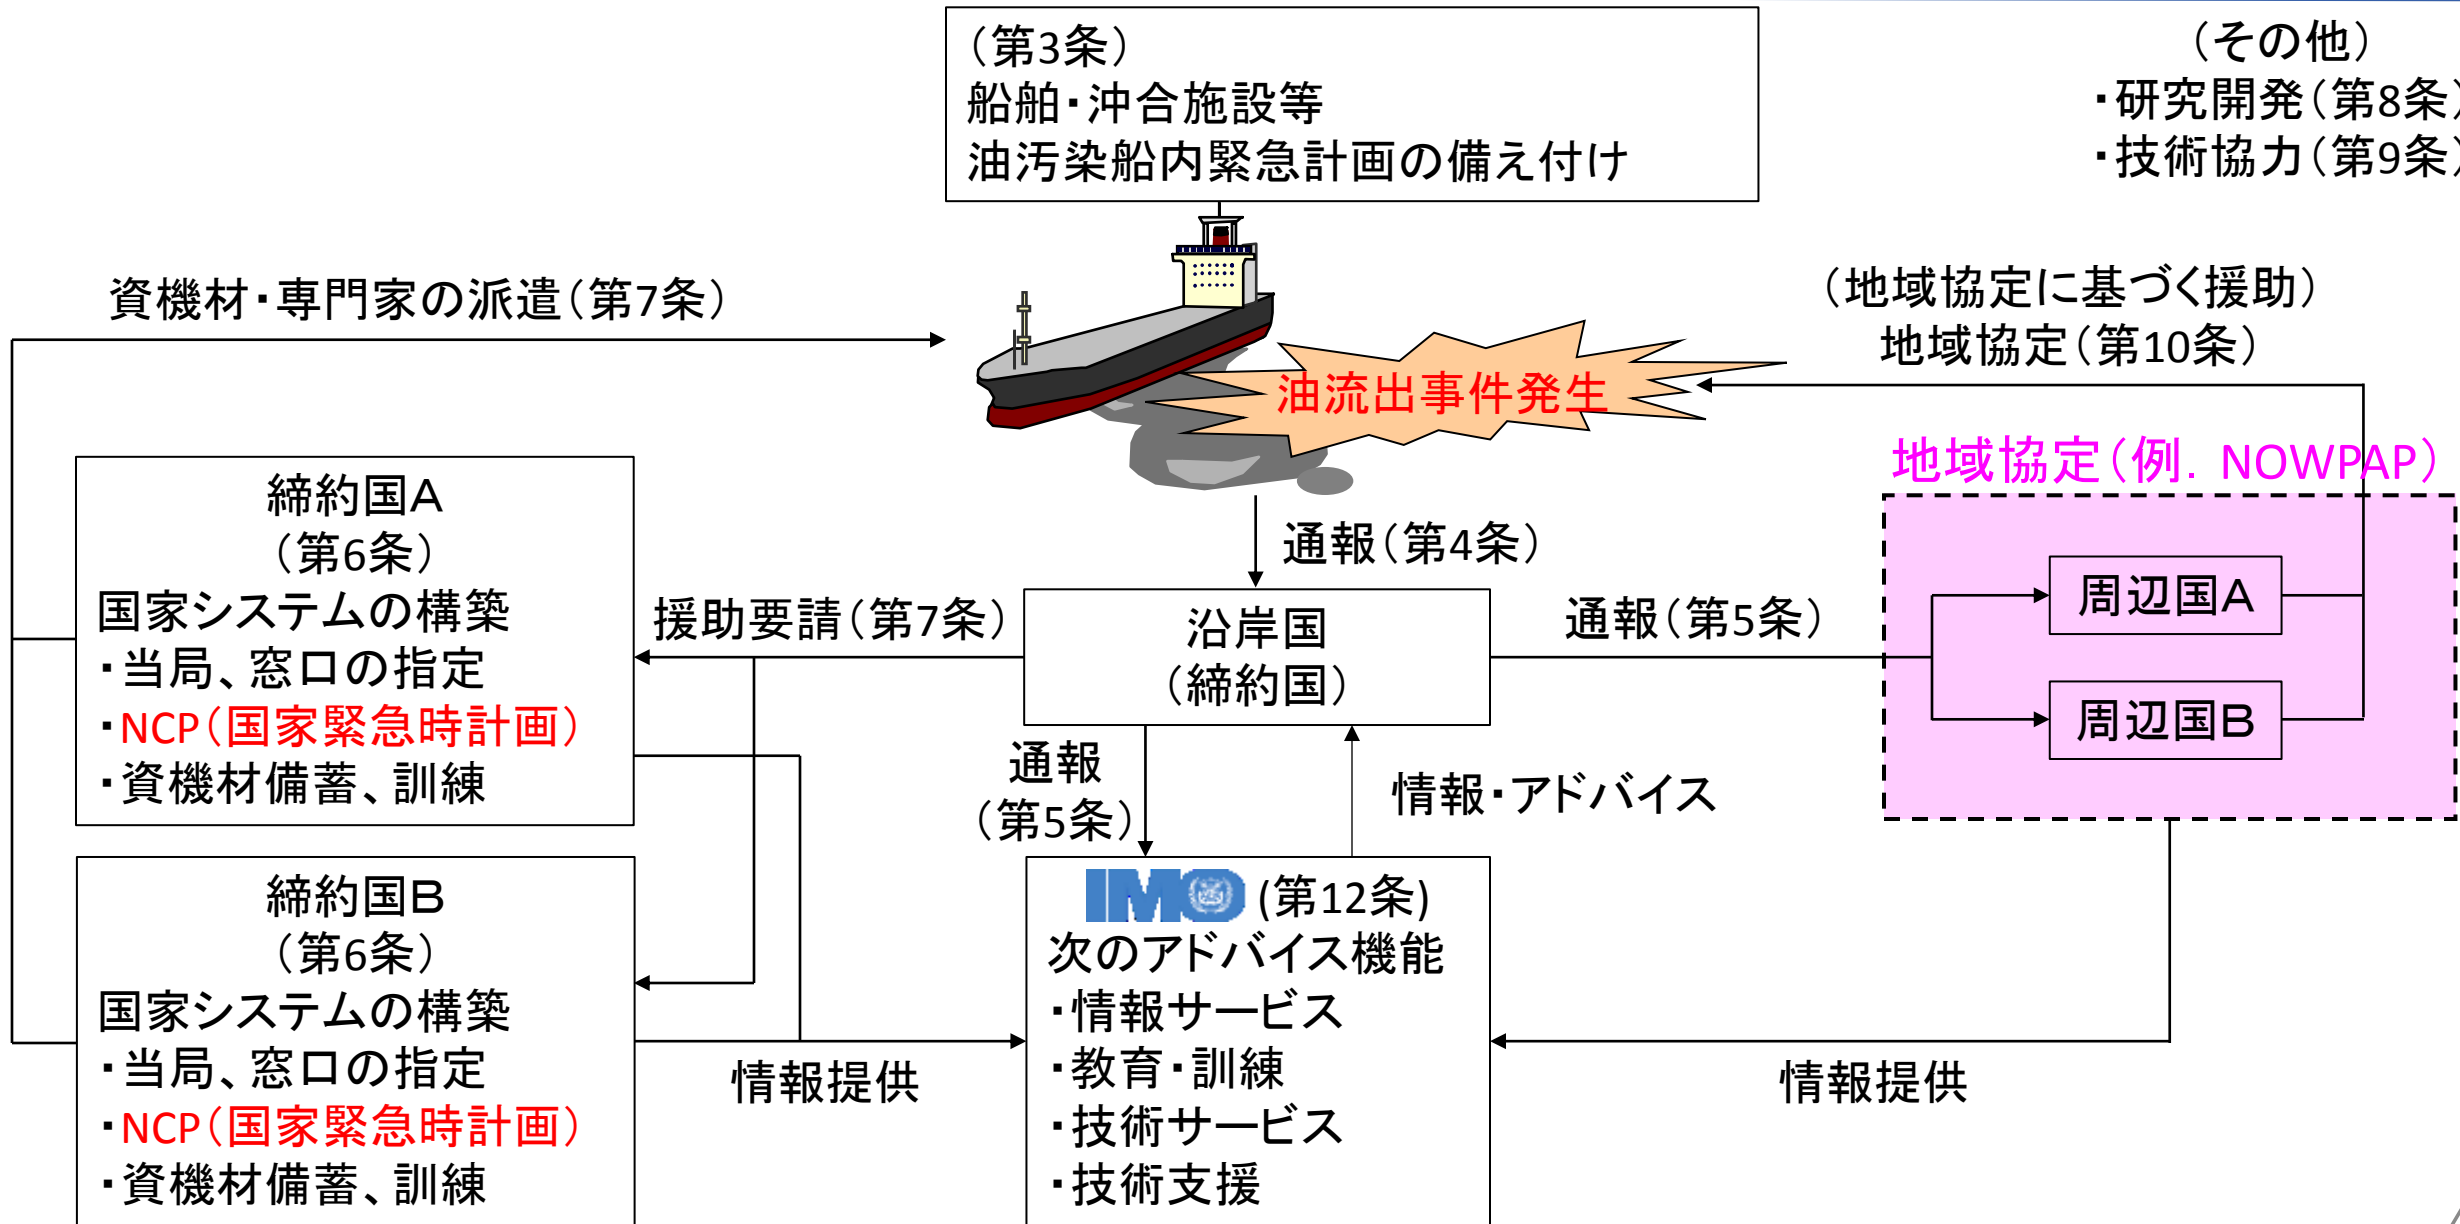 （第3条）
船舶・沖合施設等
油汚染船内緊急計画の備え付け
（その他）
・研究開発（第8条）
・技術協力（第9条）
資機材・専門家の派遣（第7条）
（地域協定に基づく援助）
地域協定（第10条）
油流出事件発生
地域協定（例．NOWPAP）
締約国A
（第6条）
国家システムの構築
・当局、窓口の指定
・NCP（国家緊急時計画）
・資機材備蓄、訓練
通報（第4条）
援助要請（第7条）
沿岸国
（締約国）
通報（第5条）
周辺国A
周辺国B
通報
（第5条）
情報・アドバイス
締約国B
（第6条）
国家システムの構築
・当局、窓口の指定
・NCP（国家緊急時計画）
・資機材備蓄、訓練
情報提供
IMO (第12条)
次のアドバイス機能
・情報サービス
・教育・訓練
・技術サービス
・技術支援
情報提供